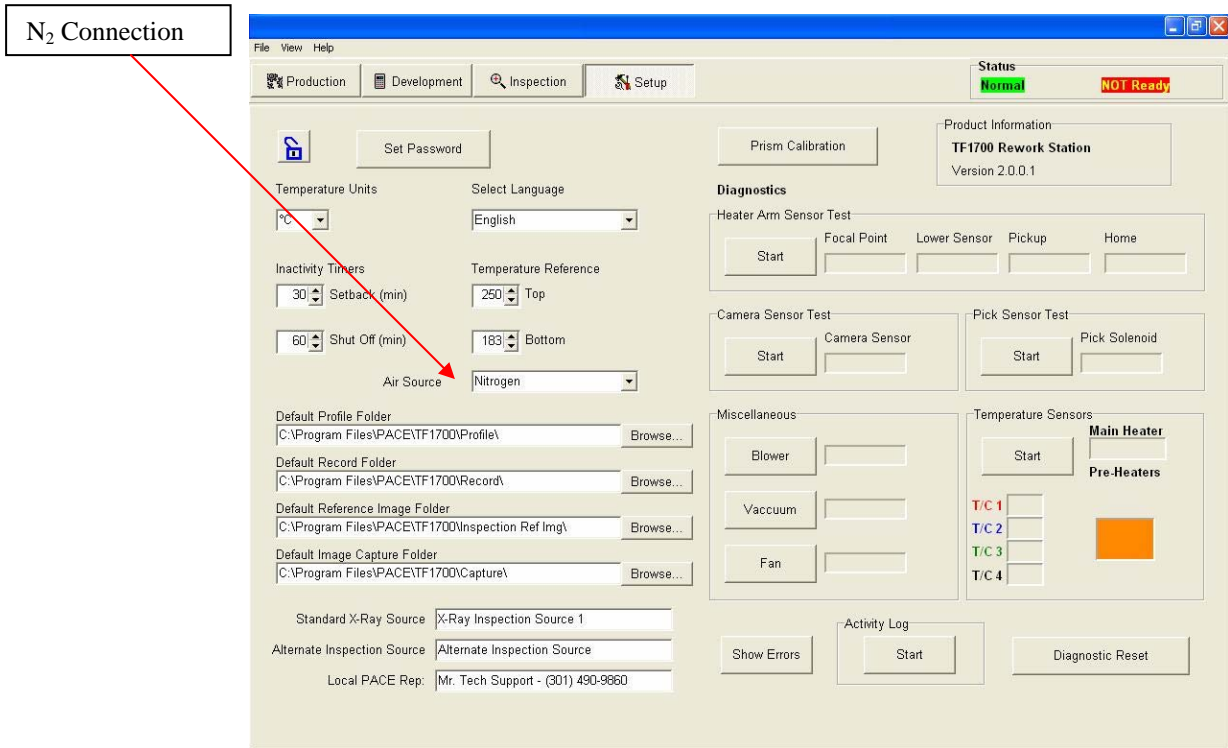 N₂ Connection
File View Help
Production Development Inspection Setup
Status
Normal NOT Ready
Set Password
Prism Calibration
Product Information
TF1700 Rework Station
Version 2.0.0.1
Temperature Units Select Language
°C English
Diagnostics
Heater Arm Sensor Test
Start Focal Point Lower Sensor Pickup Home
Inactivity Timers Temperature Reference
30 Setback (min) 250 Top
60 Shut Off (min) 183 Bottom
Air Source Nitrogen
Camera Sensor Test
Start Camera Sensor
Pick Sensor Test
Start Pick Solenoid
Default Profile Folder
C:\Program Files\PACE\TF1700\Profile\ Browse...
Default Record Folder
C:\Program Files\PACE\TF1700\Record\ Browse...
Default Reference Image Folder
C:\Program Files\PACE\TF1700\Inspection Ref Img\ Browse...
Default Image Capture Folder
C:\Program Files\PACE\TF1700\Capture\ Browse...
Miscellaneous
Blower
Vaccuum
Fan
Temperature Sensors
Start Main Heater
Pre-Heaters
T/C 1
T/C 2
T/C 3
T/C 4
Standard X-Ray Source X-Ray Inspection Source 1
Alternate Inspection Source Alternate Inspection Source
Local PACE Rep: Mr. Tech Support - (301) 490-9860
Show Errors
Activity Log
Start
Diagnostic Reset